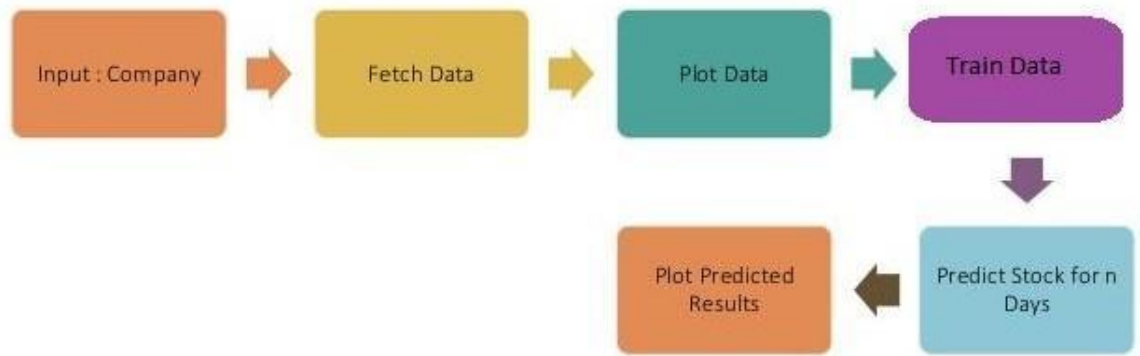 Input : Company
Fetch Data
Plot Data
Train Data
Predict Stock for n
Days
Plot Predicted
Results